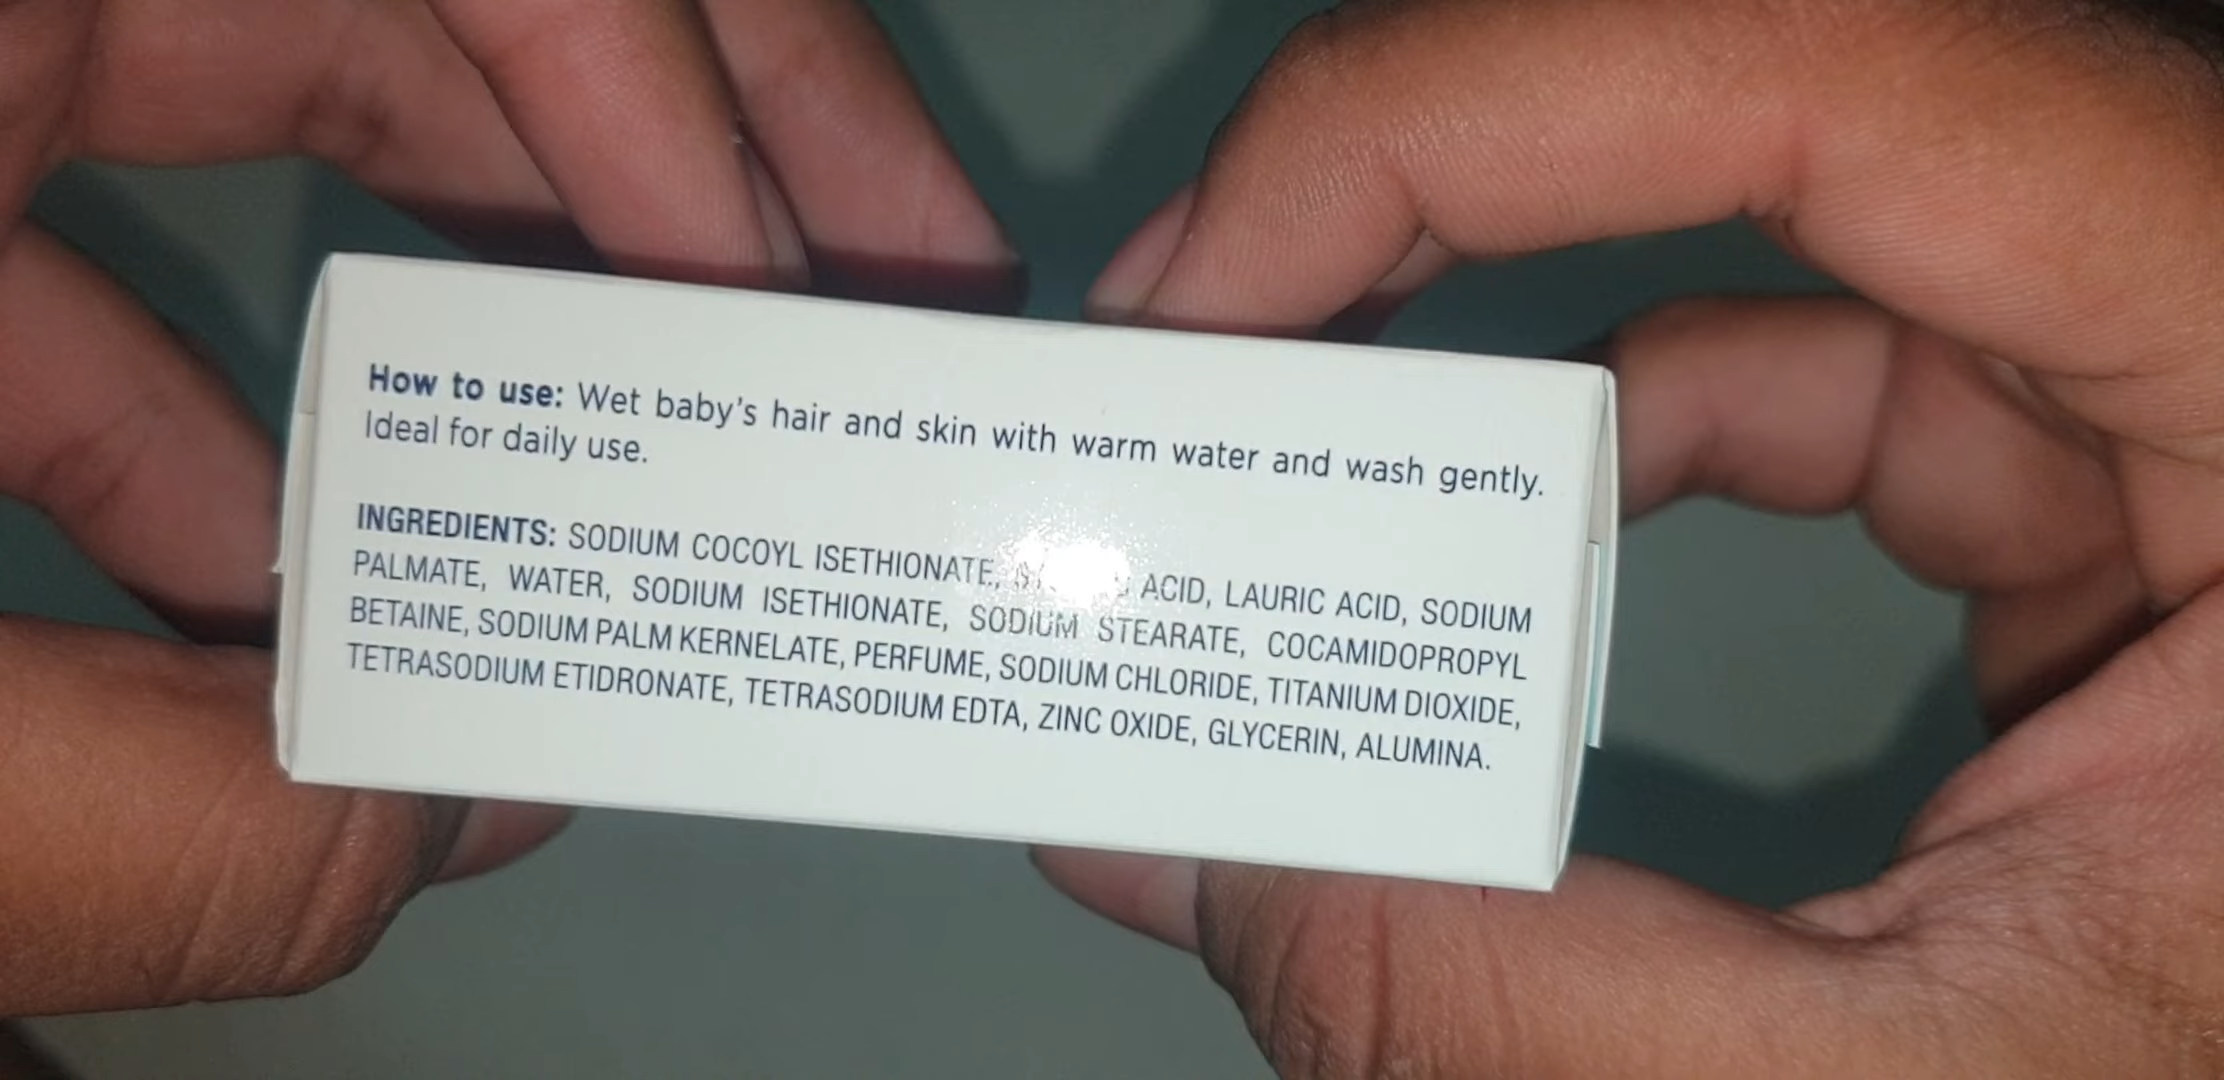 How to use: Wet baby's hair and skin with warm water and wash gently.
Ideal for daily use.
INGREDIENTS: SODIUM COCOYL ISETHIONATE, ACID, LAURIC ACID, SODIUM
PALMATE, WATER, SODIUM ISETHIONATE, SODIUM STEARATE, COCAMIDOPROPYL
BETAINE, SODIUM PALM KERNELATE, PERFUME, SODIUM CHLORIDE, TITANIUM DIOXIDE,
TETRASODIUM ETIDRONATE, TETRASODIUM EDTA, ZINC OXIDE, GLYCERIN, ALUMINA.